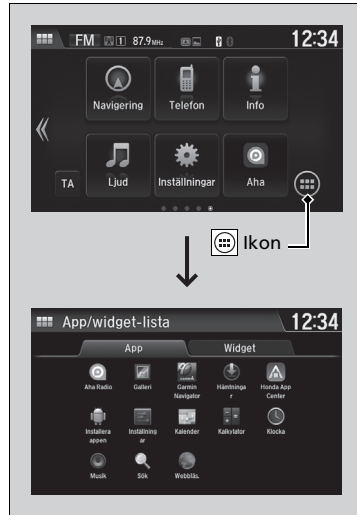 FM 1 87.9 MHz 12:34
Navigering Telefon Info
TA Ljud Inställningar Aha
Ikon
App/widget-lista 12:34
App Widget
Aha Radio Galleri Garmin Hämtninga Honda App
Navigator r Center
Installera Inställning Kalender Kalkylator Klocka
appen ar
Musik Sök Webbläs.